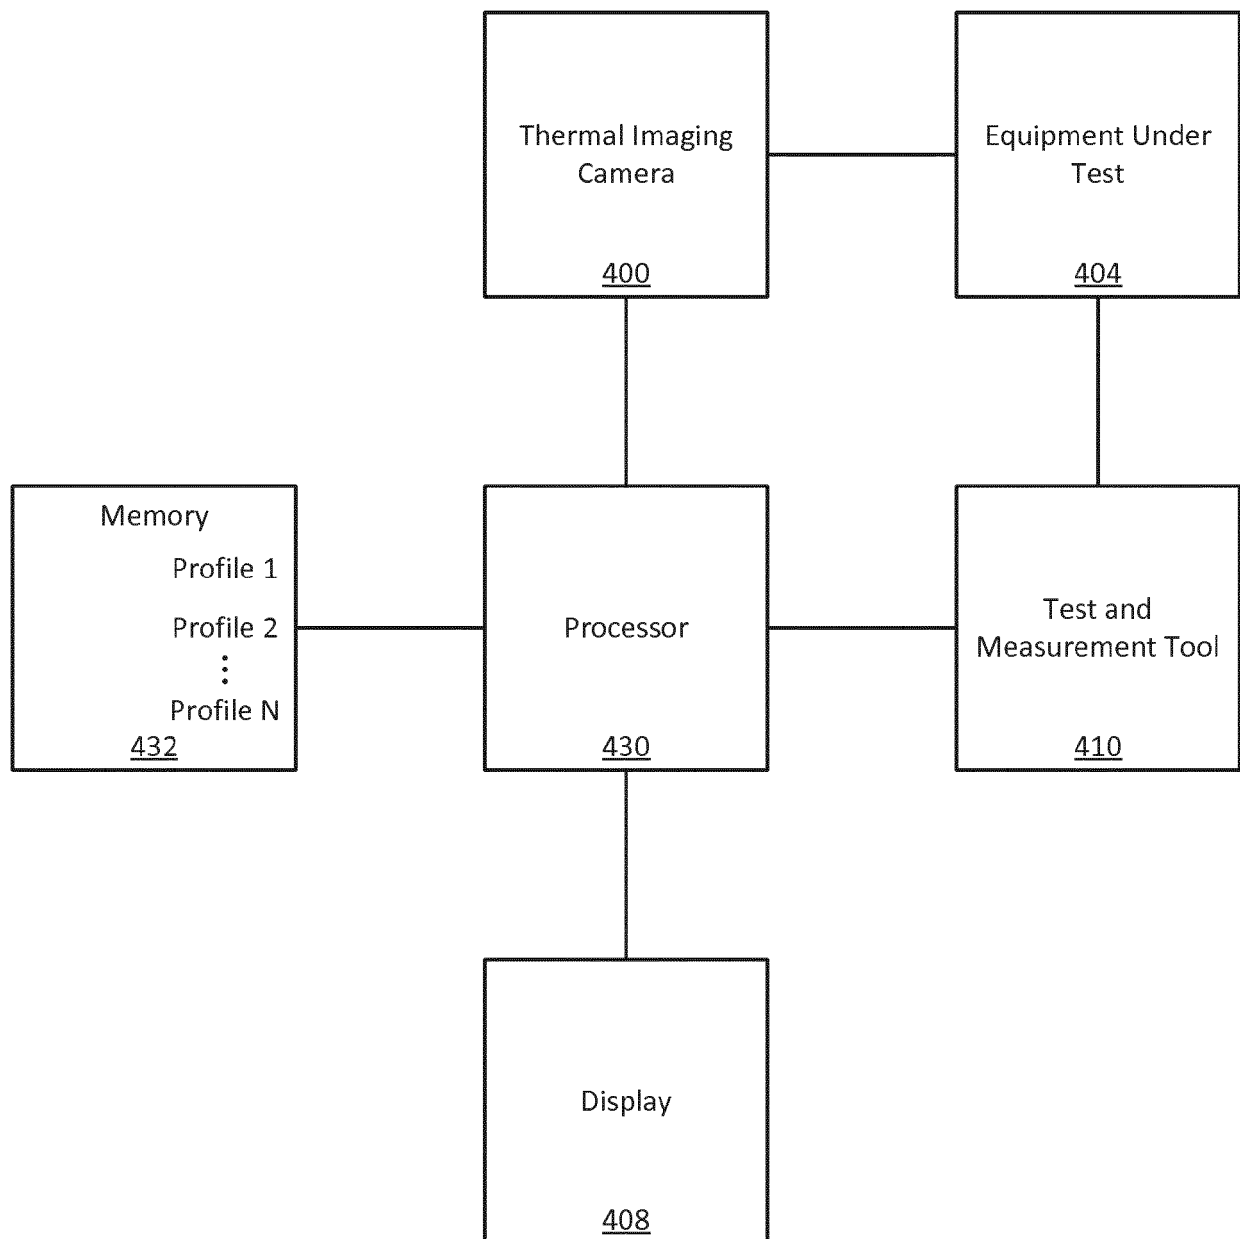 Thermal Imaging
Camera
400
Equipment Under
Test
404
Memory
Profile 1
Profile 2
⋮
Profile N
432
Processor
430
Test and
Measurement Tool
410
Display
408